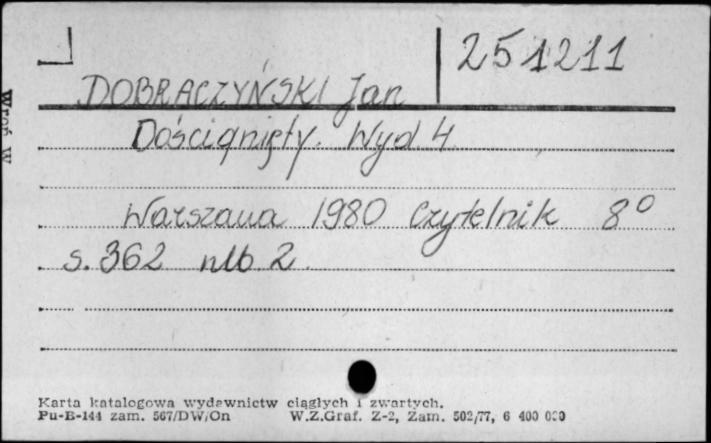 251211
DOBRACZYŃSKI Jan
Doścignięty. Wyd. 4.
Warszawa 1980 Czytelnik 8°
s. 362 nlb. 2.
Karta katalogowa wydawnictw ciągłych i zwartych.
Pu-B-144 zam. 567/DW/On W.Z.Graf. Z-2, Zam. 502/77, 6 400 000